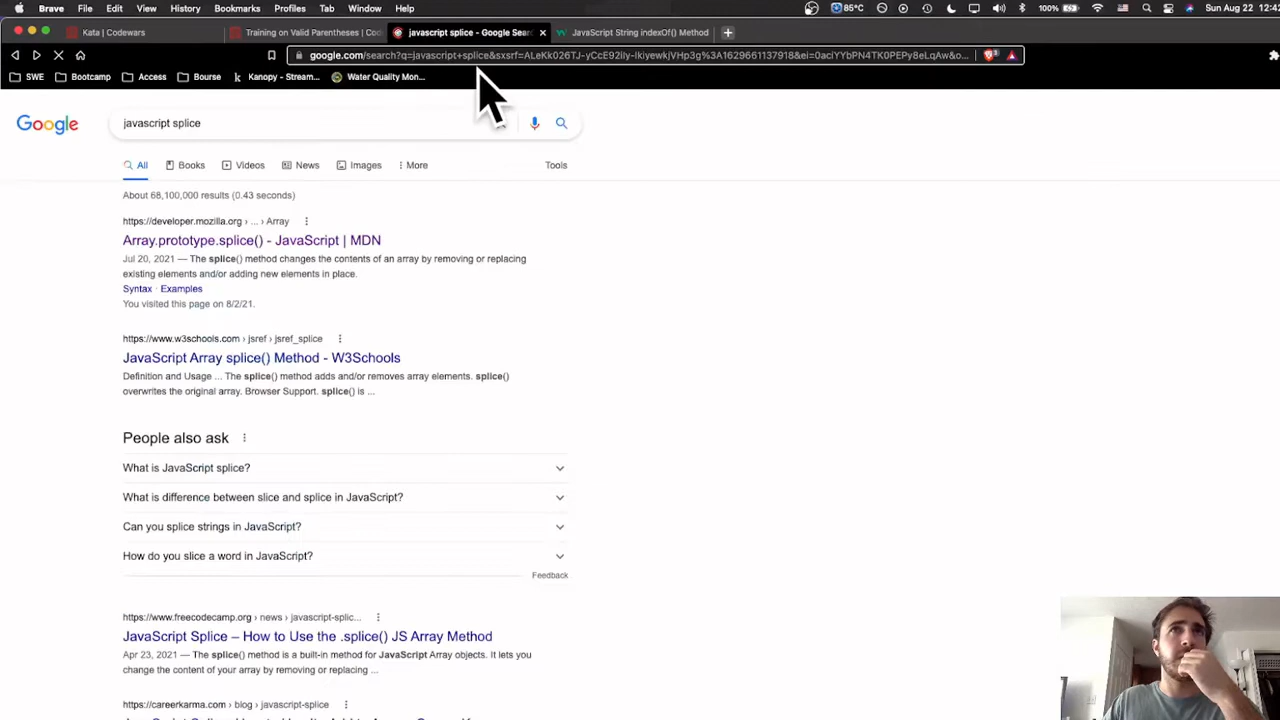 Brave File Edit View History Bookmarks Profiles Tab Window Help 85°C Sun Aug 22 12:42
Kata | Codewars Training on Valid Parentheses | Cod javascript splice - Google Sear JavaScript String indexOf() Method
google.com/search?q=javascript+splice&sxsrf=
SWE Bootcamp Access Bourse Kanopy - Stream... Water Quality Mon...
Google javascript splice
All Books Videos News Images More Tools
About 68,100,000 results (0.43 seconds)
https://developer.mozilla.org › ... › Array
Array.prototype.splice() - JavaScript | MDN
Jul 20, 2021 — The splice() method changes the contents of an array by removing or replacing
existing elements and/or adding new elements in place.
Syntax · Examples
You visited this page on 8/2/21.
https://www.w3schools.com › jsref › jsref_splice
JavaScript Array splice() Method - W3Schools
Definition and Usage ... The splice() method adds and/or removes array elements. splice()
overwrites the original array. Browser Support. splice() is ...
People also ask
What is JavaScript splice?
What is difference between slice and splice in JavaScript?
Can you splice strings in JavaScript?
How do you slice a word in JavaScript?
Feedback
https://www.freecodecamp.org › news › javascript-splic...
JavaScript Splice – How to Use the .splice() JS Array Method
Apr 23, 2021 — The splice() method is a built-in method for JavaScript Array objects. It lets you
change the content of your array by removing or replacing ...
https://careerkarma.com › blog › javascript-splice